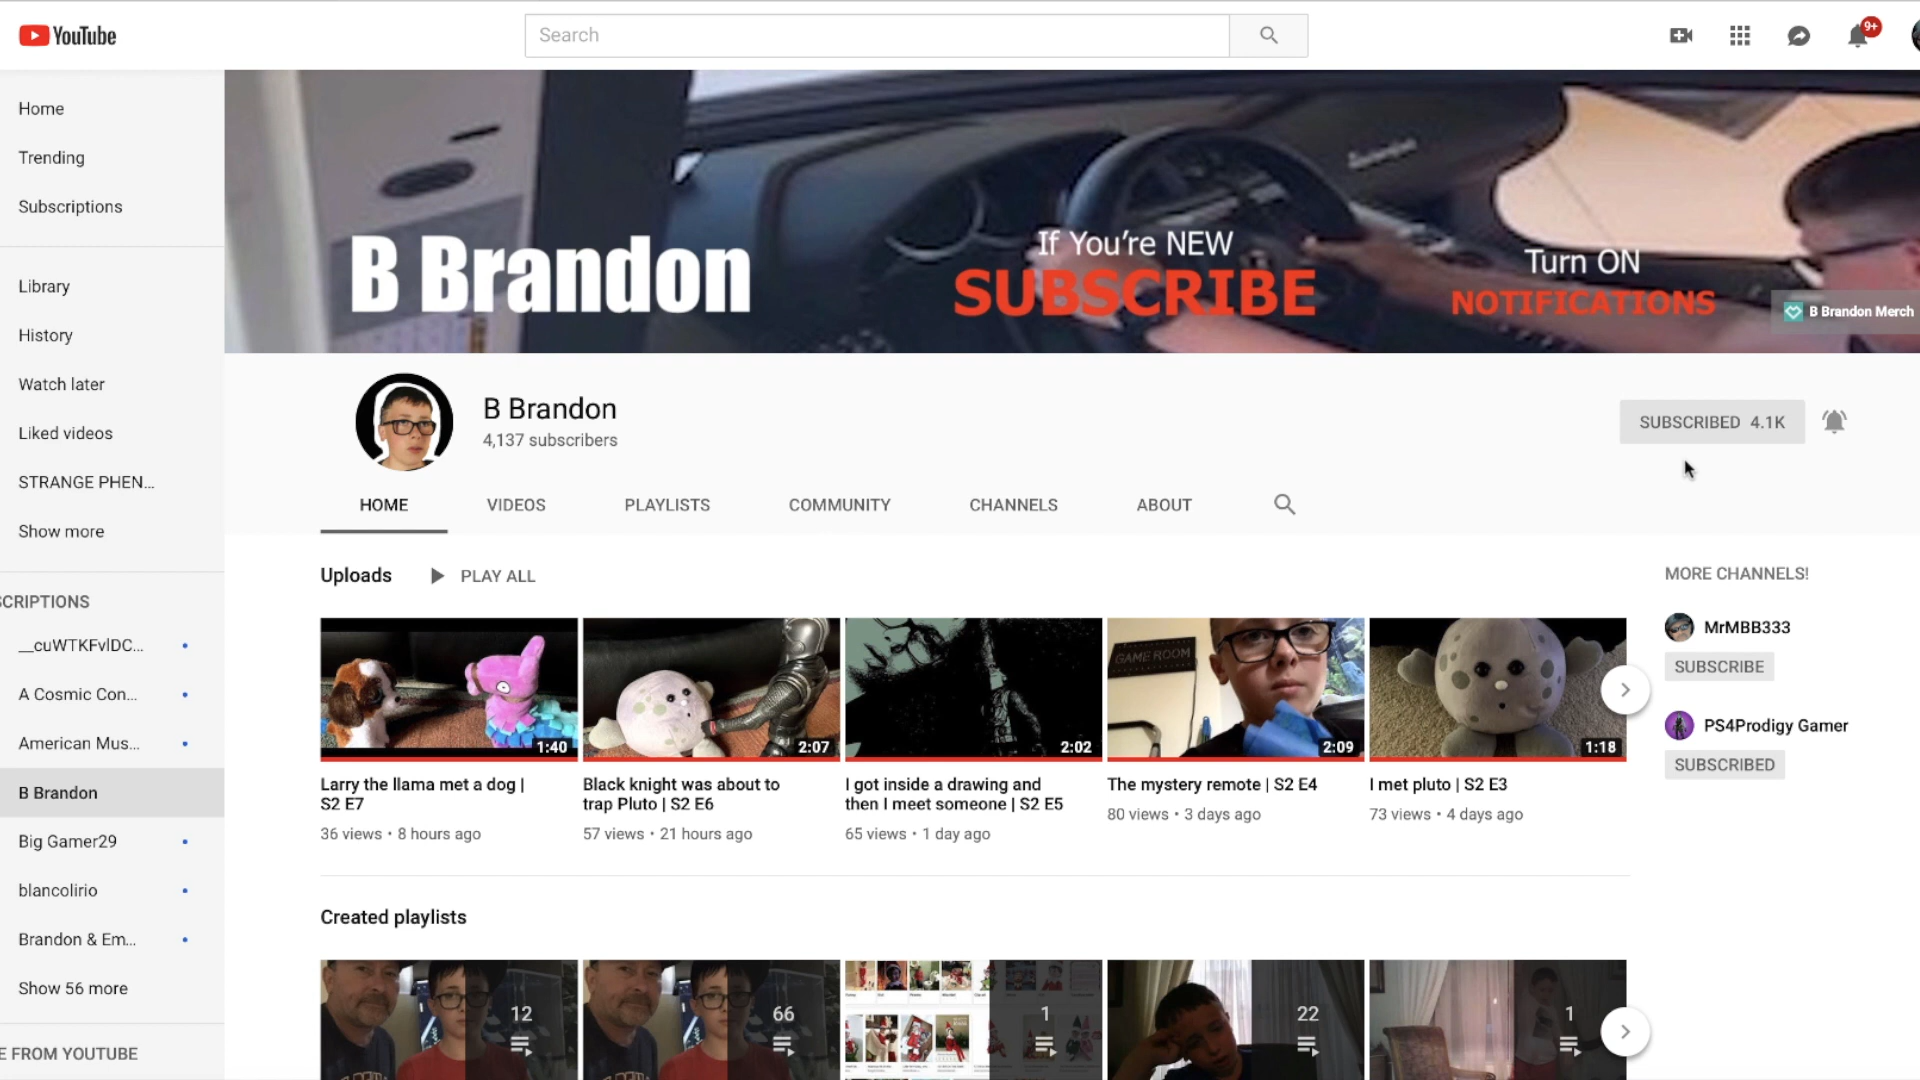 YouTube
Search
9+
Home
Trending
Subscriptions
Library
History
Watch later
Liked videos
STRANGE PHEN...
Show more
SCRIPTIONS
__cuWTKFvlDC...
A Cosmic Con...
American Mus...
B Brandon
Big Gamer29
blancolirio
Brandon & Em...
Show 56 more
E FROM YOUTUBE
B Brandon
If You're NEW
SUBSCRIBE
Turn ON
NOTIFICATIONS
B Brandon Merch
B Brandon
4,137 subscribers
SUBSCRIBED 4.1K
HOME VIDEOS PLAYLISTS COMMUNITY CHANNELS ABOUT
Uploads PLAY ALL
GAME ROOM
1:40 2:07 2:02 2:09 1:18
Larry the llama met a dog |
S2 E7
36 views • 8 hours ago
Black knight was about to
trap Pluto | S2 E6
57 views • 21 hours ago
I got inside a drawing and
then I meet someone | S2 E5
65 views • 1 day ago
The mystery remote | S2 E4
80 views • 3 days ago
I met pluto | S2 E3
73 views • 4 days ago
MORE CHANNELS!
MrMBB333
SUBSCRIBE
PS4Prodigy Gamer
SUBSCRIBED
Created playlists
12 66 1 22 1